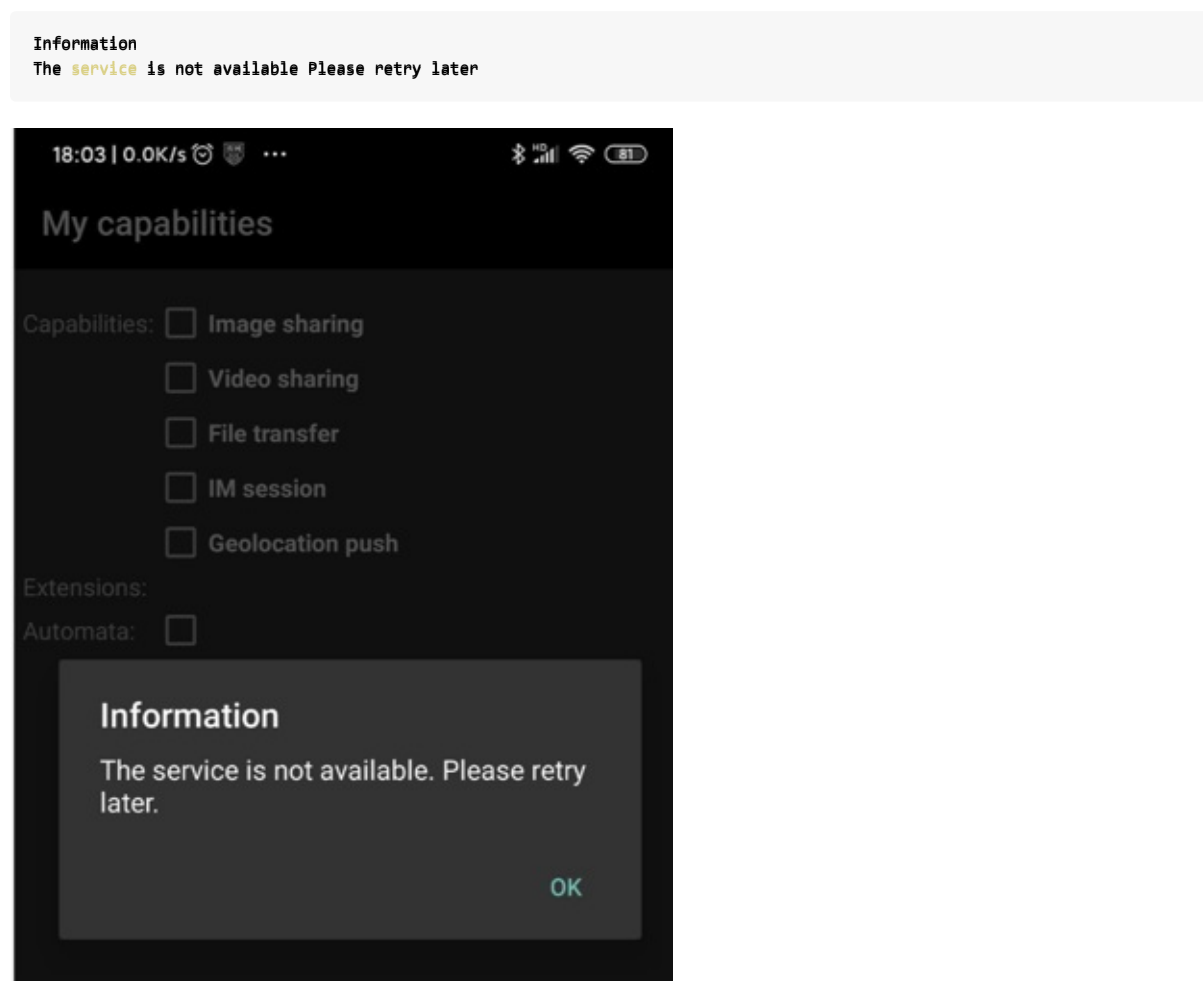 Information
The service is not available Please retry later
18:03 | 0.0K/s ... HD 81
My capabilities
Capabilities: Image sharing
Video sharing
File transfer
IM session
Geolocation push
Extensions:
Automata:
Information
The service is not available. Please retry
later.
OK